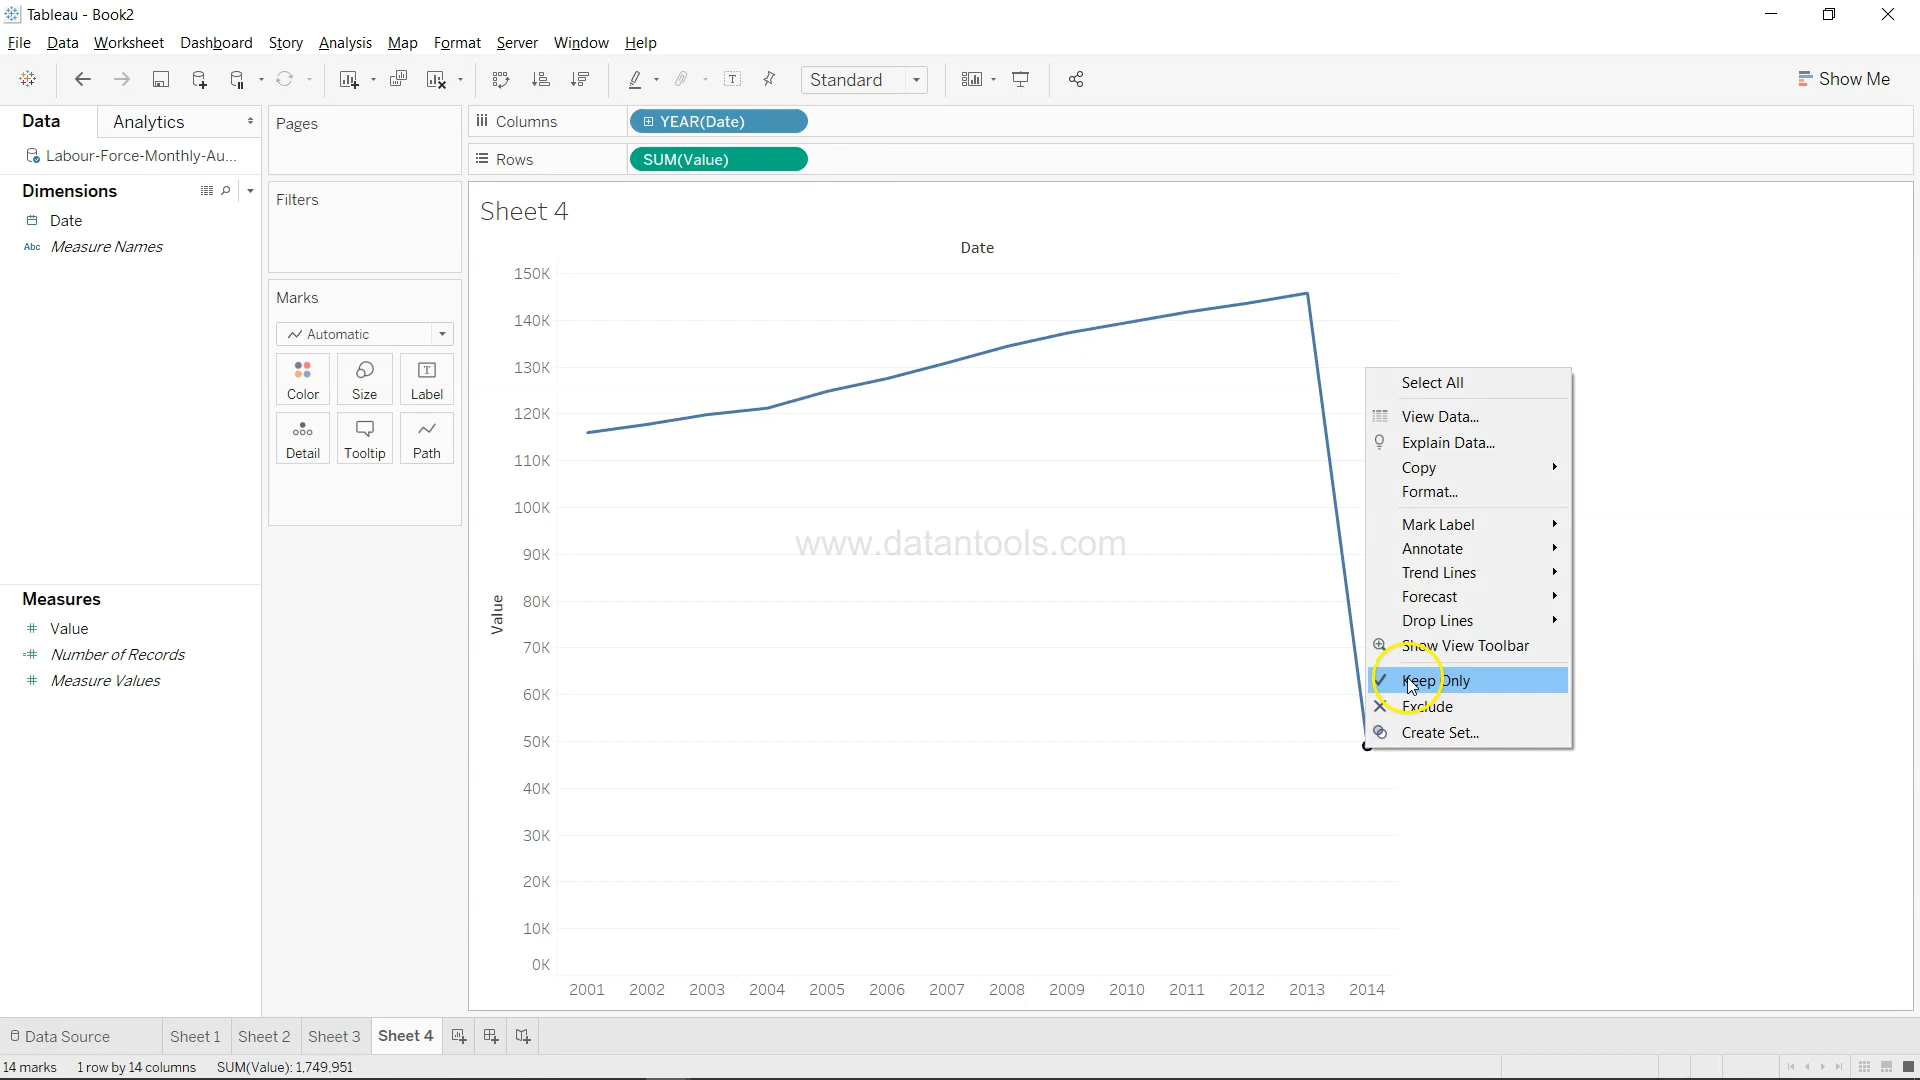 Tableau - Book2
File Data Worksheet Dashboard Story Analysis Map Format Server Window Help
Standard
Show Me
Data Analytics
Labour-Force-Monthly-Au...
Dimensions
Date
Abc Measure Names
Measures
Value
Number of Records
Measure Values
Pages
Filters
Marks
Automatic
Color Size Label
Detail Tooltip Path
Columns YEAR(Date)
Rows SUM(Value)
Sheet 4
Date
150K
140K
130K
120K
110K
100K
90K
80K
70K
60K
50K
40K
30K
20K
10K
0K
Value
2001 2002 2003 2004 2005 2006 2007 2008 2009 2010 2011 2012 2013 2014
www.datantools.com
Select All
View Data...
Explain Data...
Copy
Format...
Mark Label
Annotate
Trend Lines
Forecast
Drop Lines
Show View Toolbar
Keep Only
Exclude
Create Set...
Data Source Sheet 1 Sheet 2 Sheet 3 Sheet 4
14 marks 1 row by 14 columns SUM(Value): 1,749,951